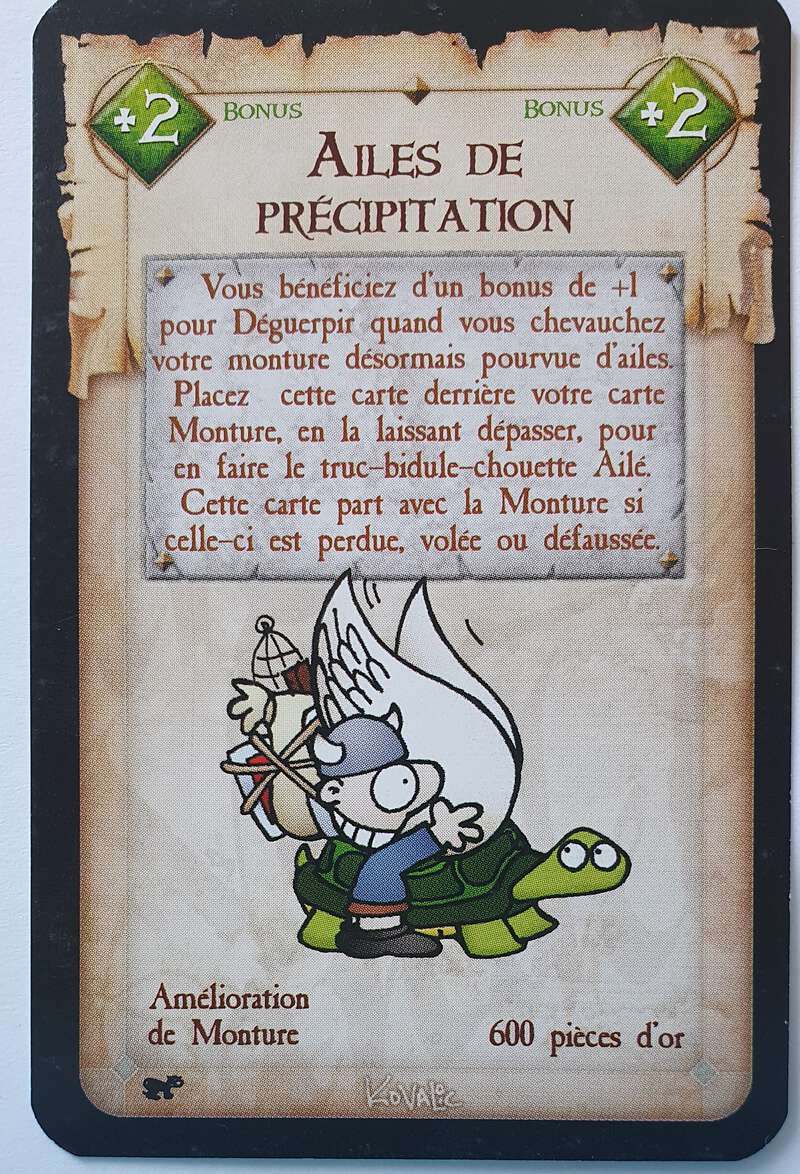 +2 BONUS BONUS +2
AILES DE
PRÉCIPITATION
Vous bénéficiez d'un bonus de +1
pour Déguerpir quand vous chevauchez
votre monture désormais pourvue d'ailes.
Placez cette carte derrière votre carte
Monture, en la laissant dépasser, pour
en faire le truc-bidule-chouette Ailé.
Cette carte part avec la Monture si
celle-ci est perdue, volée ou défaussée.
Amélioration
de Monture
600 pièces d'or
KOVALIC